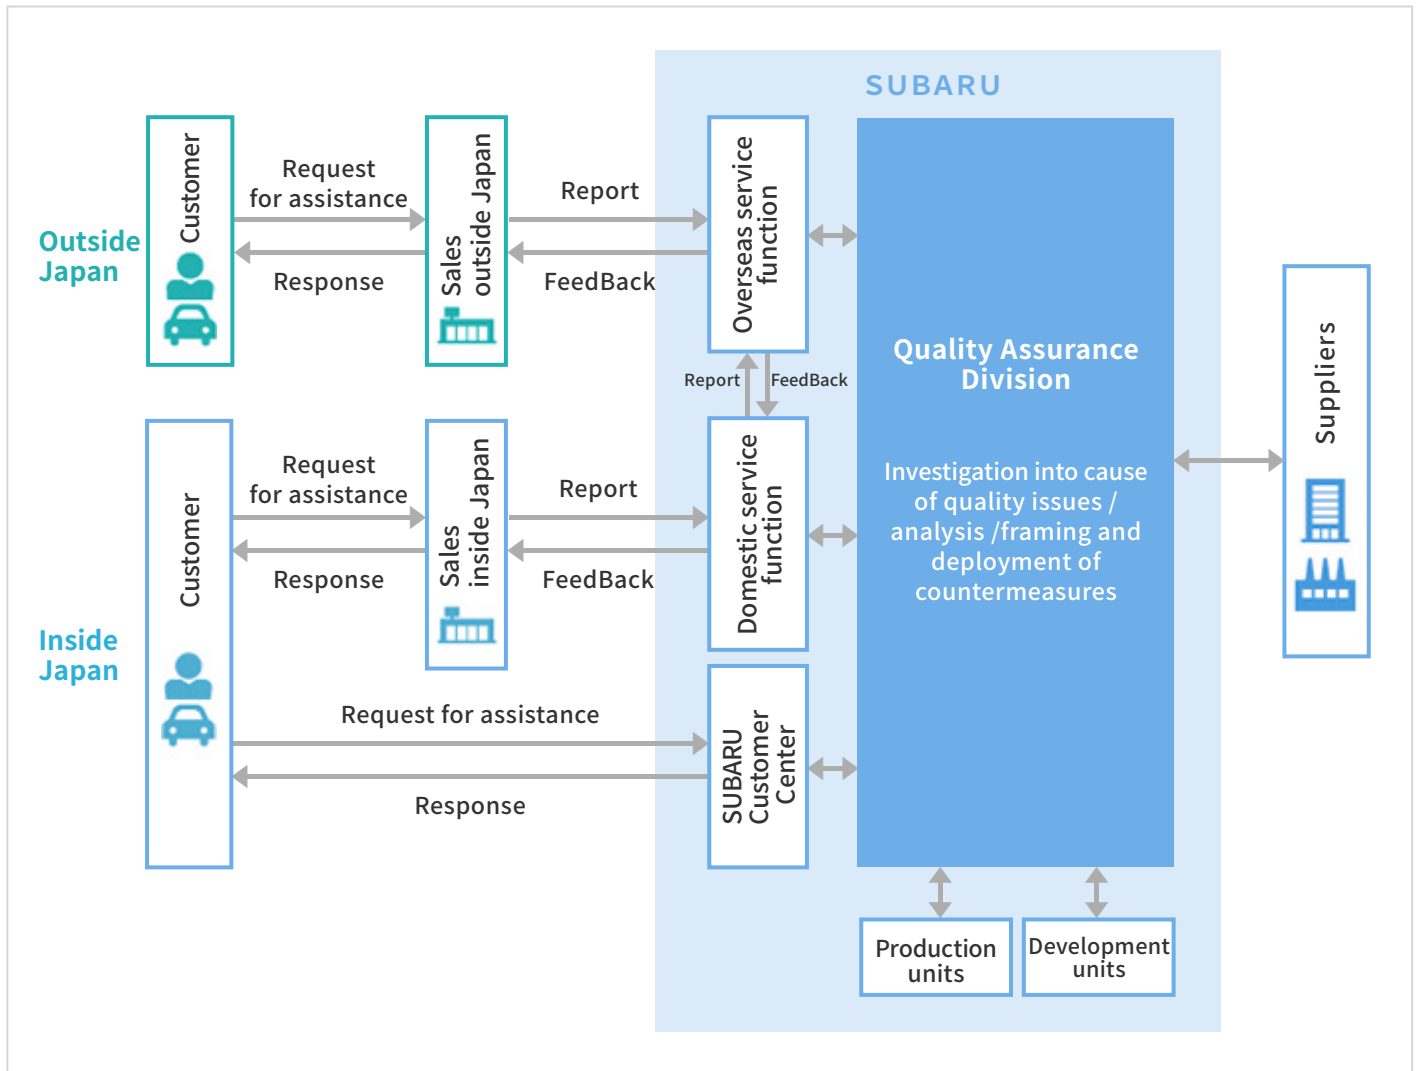 SUBARU
Outside
Japan
Customer
Request
for assistance
Response
Sales
outside Japan
Report
FeedBack
Overseas service
function
Report
FeedBack
Inside
Japan
Customer
Request
for assistance
Response
Sales
inside Japan
Report
FeedBack
Domestic service
function
Request for assistance
Response
SUBARU
Customer
Center
Quality Assurance
Division
Investigation into cause
of quality issues /
analysis /framing and
deployment of
countermeasures
Production
units
Development
units
Suppliers